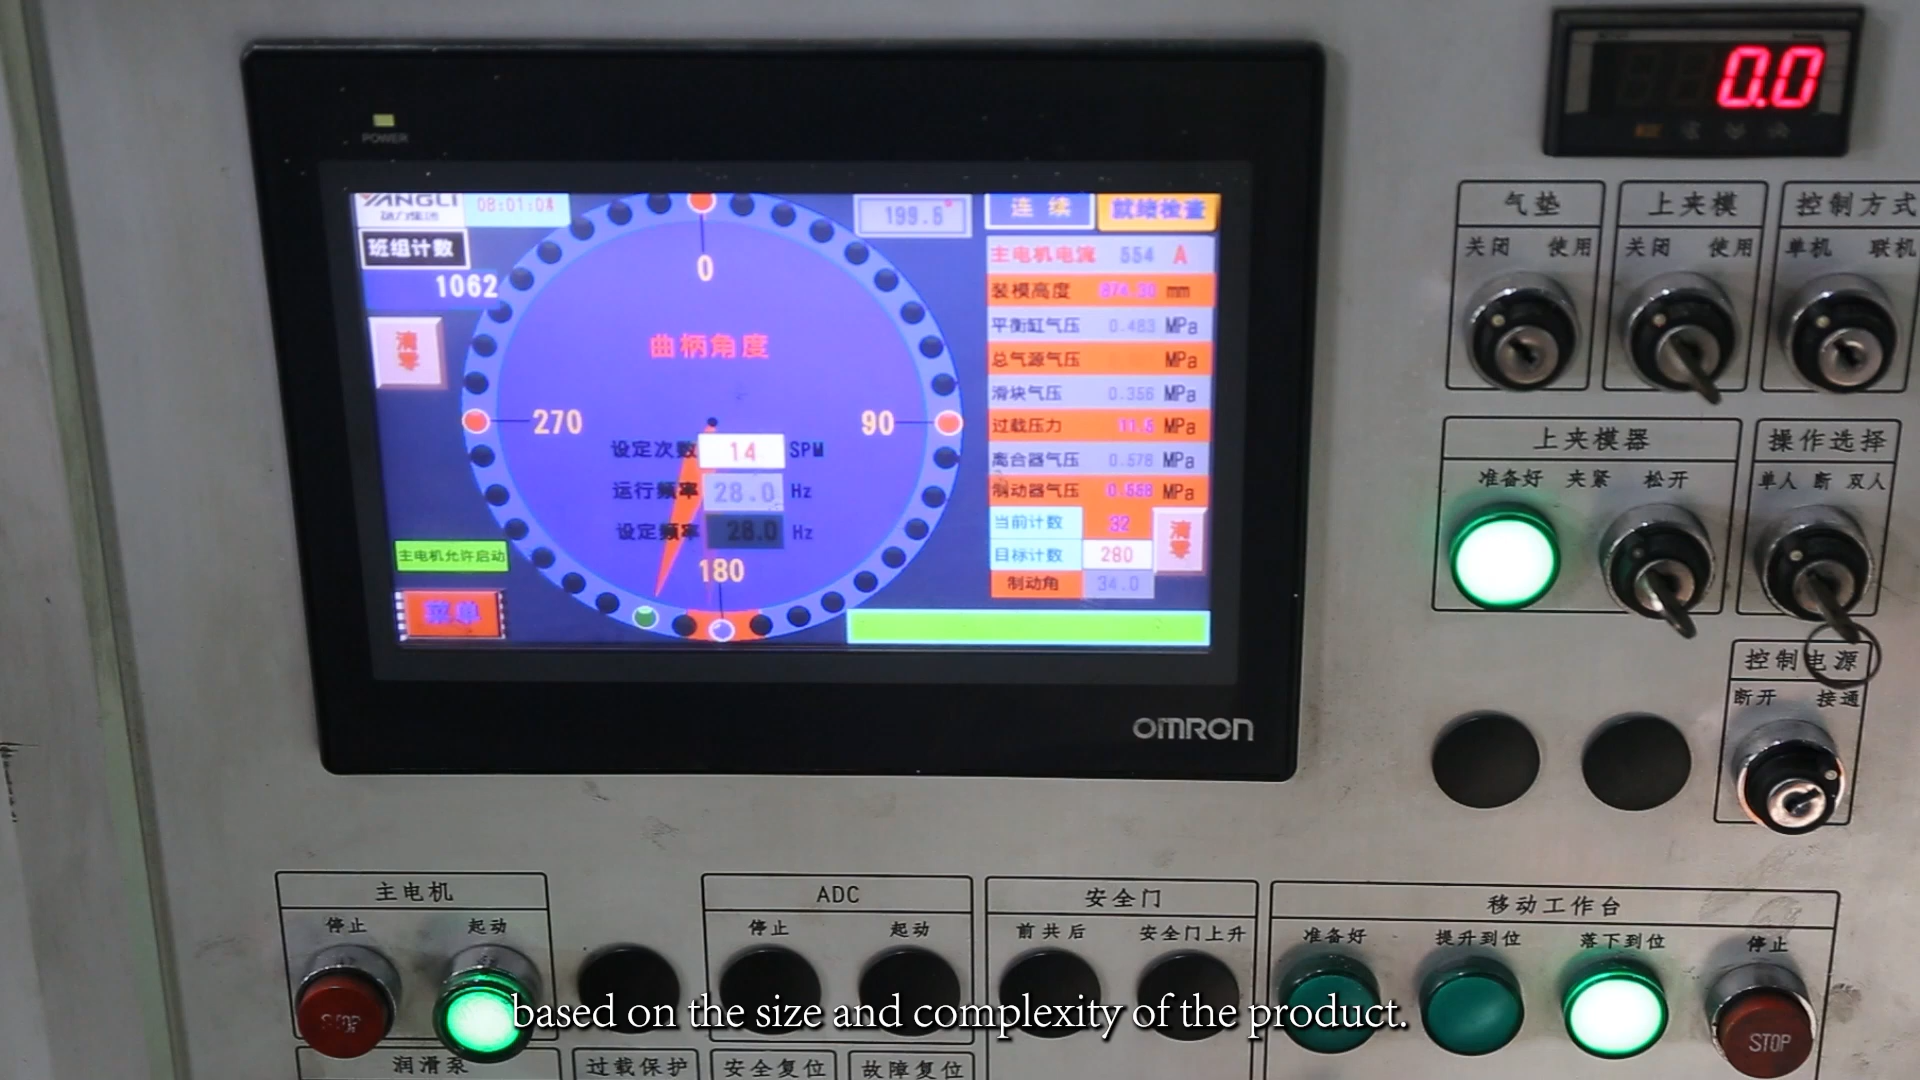 POWER
0.0
YANGLI
扬力集团
08:01:04
班组计数
1062
清零
199.6°
连续
就绪检查
0
90
180
270
曲柄角度
设定次数 14 SPM
运行频率 28.0 Hz
设定频率 28.0 Hz
主电机电流 554 A
装模高度 874.30 mm
平衡缸气压 0.483 MPa
总气源气压 MPa
滑块气压 0.356 MPa
过载压力 11.5 MPa
离合器气压 0.578 MPa
制动器气压 0.588 MPa
当前计数 32
目标计数 280
清零
制动角 34.0
主电机允许启动
菜单
OMRON
气垫
关闭 使用
上夹模
关闭 使用
控制方式
单机 联机
上夹模器
准备好 夹紧 松开
操作选择
单人 断 双人
控制电源
断开 接通
主电机
停止 起动
STOP
ADC
停止 起动
安全门
前共后 安全门上升
移动工作台
准备好 提升到位 落下到位 停止
STOP
润滑泵
过载保护
安全复位
故障复位
based on the size and complexity of the product.